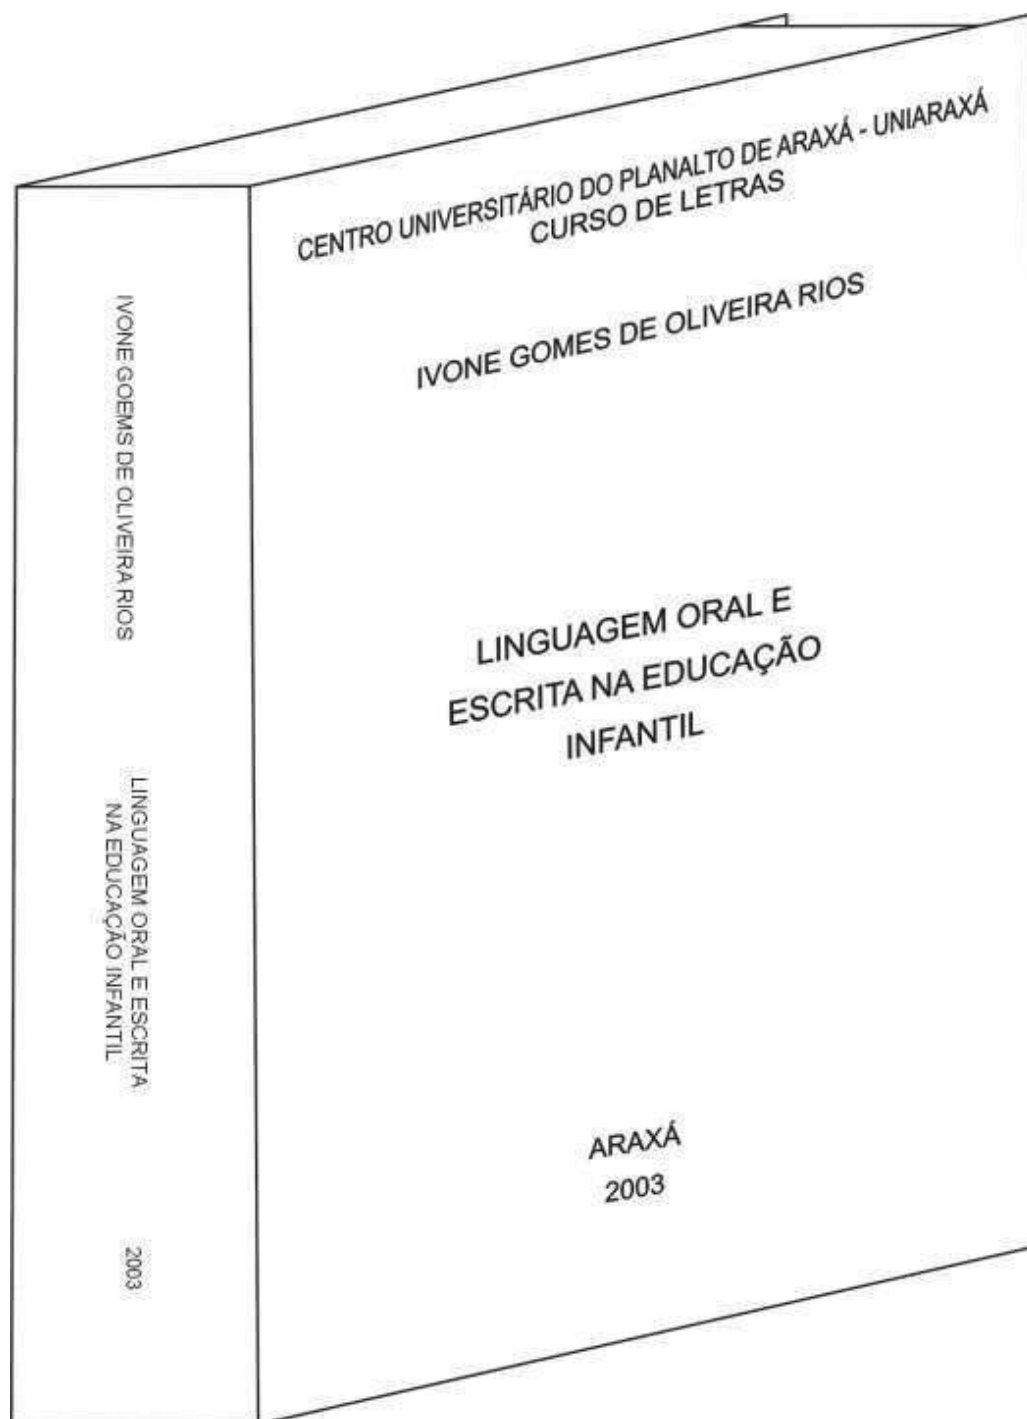 CENTRO UNIVERSITÁRIO DO PLANALTO DE ARAXÁ - UNIARAXÁ
CURSO DE LETRAS
IVONE GOMES DE OLIVEIRA RIOS
LINGUAGEM ORAL E
ESCRITA NA EDUCAÇÃO
INFANTIL
ARAXÁ
2003
IVONE GOEMS DE OLIVEIRA RIOS
LINGUAGEM ORAL E ESCRITA
NA EDUCAÇÃO INFANTIL
2003